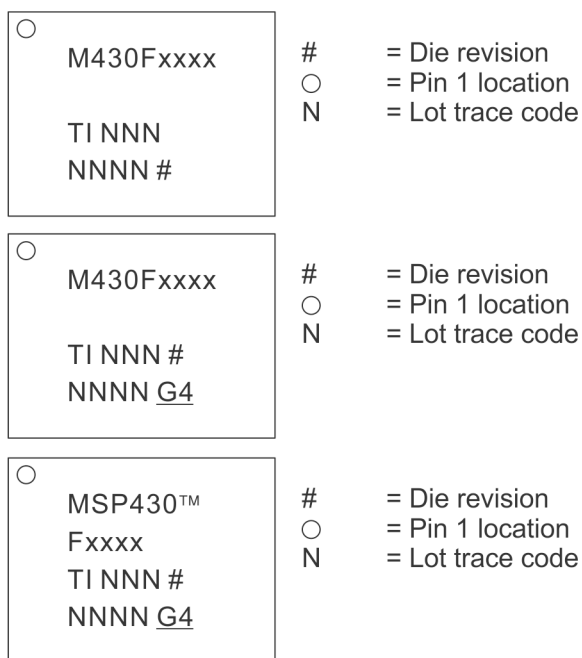 M430Fxxxx
TI NNN
NNNN #
# = Die revision
○ = Pin 1 location
N = Lot trace code
M430Fxxxx
TI NNN #
NNNN G4
# = Die revision
○ = Pin 1 location
N = Lot trace code
MSP430™
Fxxxx
TI NNN #
NNNN G4
# = Die revision
○ = Pin 1 location
N = Lot trace code